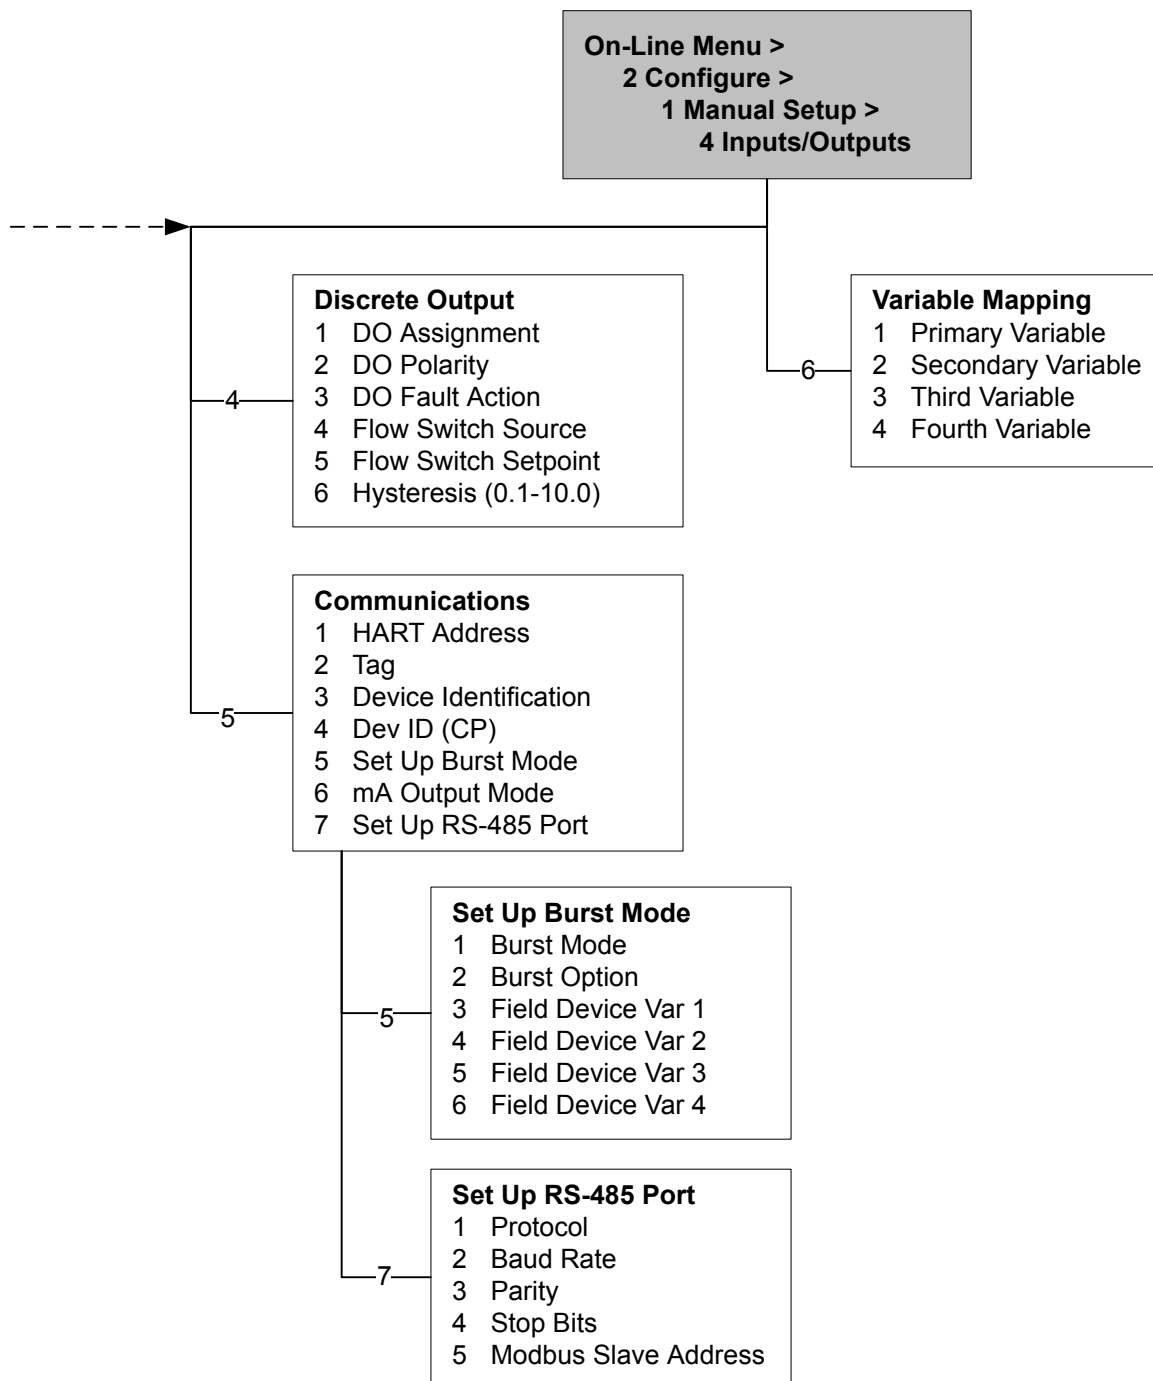 On-Line Menu >
2 Configure >
1 Manual Setup >
4 Inputs/Outputs
4
Discrete Output
1 DO Assignment
2 DO Polarity
3 DO Fault Action
4 Flow Switch Source
5 Flow Switch Setpoint
6 Hysteresis (0.1-10.0)
6
Variable Mapping
1 Primary Variable
2 Secondary Variable
3 Third Variable
4 Fourth Variable
5
Communications
1 HART Address
2 Tag
3 Device Identification
4 Dev ID (CP)
5 Set Up Burst Mode
6 mA Output Mode
7 Set Up RS-485 Port
5
Set Up Burst Mode
1 Burst Mode
2 Burst Option
3 Field Device Var 1
4 Field Device Var 2
5 Field Device Var 3
6 Field Device Var 4
7
Set Up RS-485 Port
1 Protocol
2 Baud Rate
3 Parity
4 Stop Bits
5 Modbus Slave Address